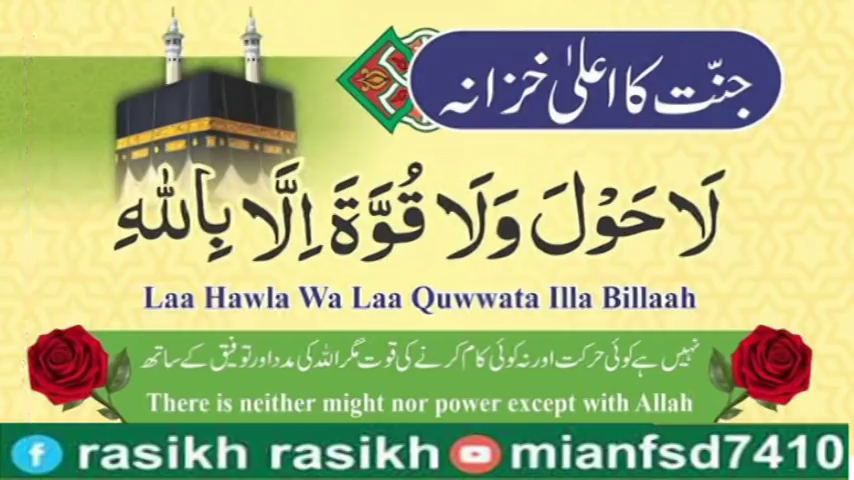 جنّت کا اعلیٰ خزانہ
لَا حَوْلَ وَلَا قُوَّةَ اِلَّا بِاللّٰهِ
Laa Hawla Wa Laa Quwwata Illa Billaah
نہیں ہے کوئی حرکت اور نہ کوئی کام کرنے کی قوت مگر اللہ کی مدد اور توفیق کے ساتھ
There is neither might nor power except with Allah
rasikh rasikh mianfsd7410